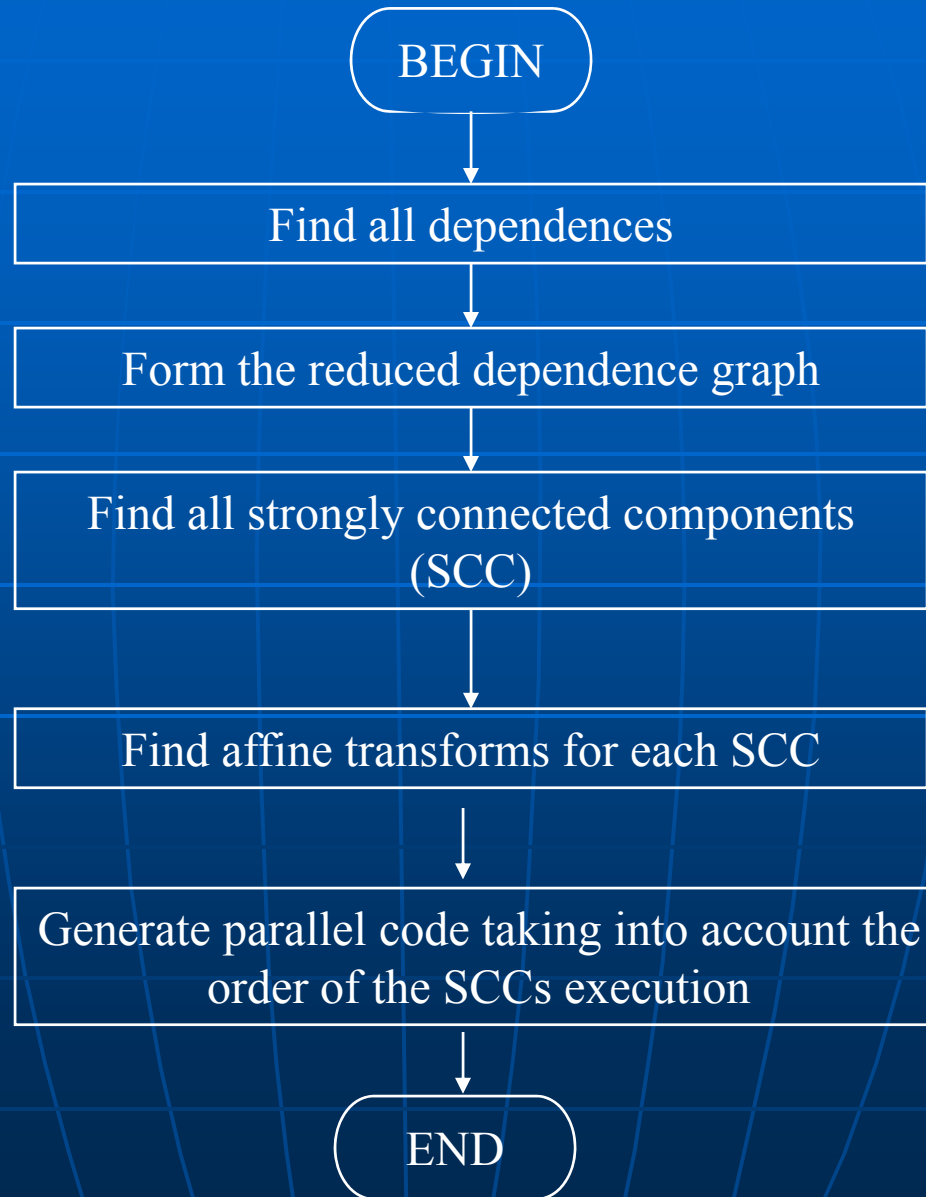 BEGIN
Find all dependences
Form the reduced dependence graph
Find all strongly connected components
(SCC)
Find affine transforms for each SCC
Generate parallel code taking into account the
order of the SCCs execution
END